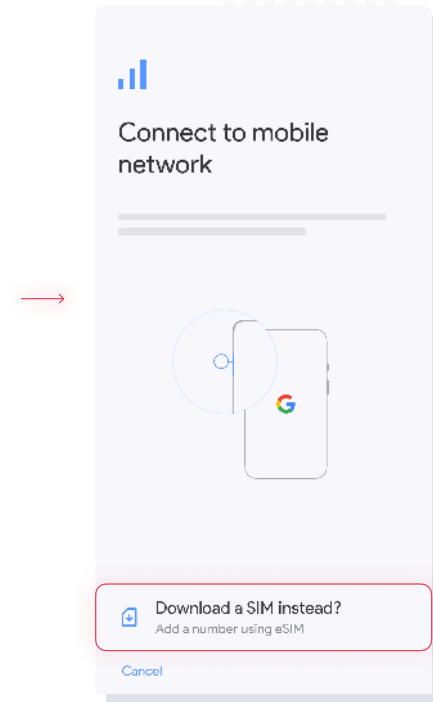 Connect to mobile
network
Download a SIM instead?
Add a number using eSIM
Cancel